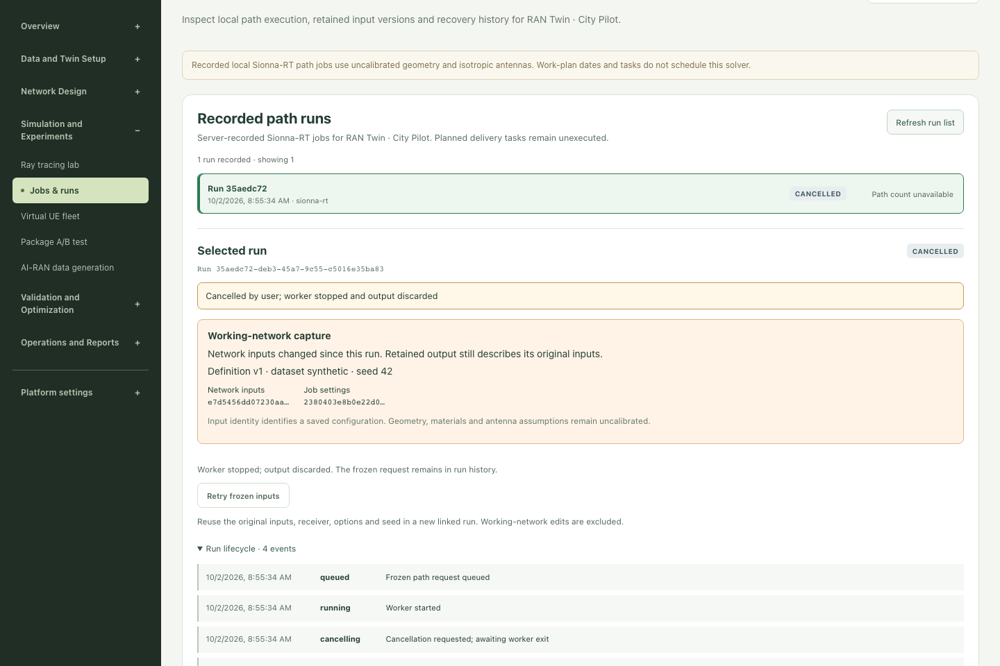 Overview +
Data and Twin Setup +
Network Design +
Simulation and
Experiments −
Ray tracing lab
• Jobs & runs
Virtual UE fleet
Package A/B test
AI-RAN data generation
Validation and
Optimization +
Operations and Reports +
Platform settings +
Inspect local path execution, retained input versions and recovery history for RAN Twin · City Pilot.
Recorded local Sionna-RT path jobs use uncalibrated geometry and isotropic antennas. Work-plan dates and tasks do not schedule this solver.
Recorded path runs
Refresh run list
Server-recorded Sionna-RT jobs for RAN Twin · City Pilot. Planned delivery tasks remain unexecuted.
1 run recorded · showing 1
Run 35aedc72
10/2/2026, 8:55:34 AM · sionna-rt
CANCELLED
Path count unavailable
Selected run
CANCELLED
Run 35aedc72-deb3-45a7-9c55-c5016e35ba83
Cancelled by user; worker stopped and output discarded
Working-network capture
Network inputs changed since this run. Retained output still describes its original inputs.
Definition v1 · dataset synthetic · seed 42
Network inputs Job settings
e7d5456dd07230aa… 2380403e8b0e22d0…
Input identity identifies a saved configuration. Geometry, materials and antenna assumptions remain uncalibrated.
Worker stopped; output discarded. The frozen request remains in run history.
Retry frozen inputs
Reuse the original inputs, receiver, options and seed in a new linked run. Working-network edits are excluded.
▼ Run lifecycle · 4 events
10/2/2026, 8:55:34 AM queued Frozen path request queued
10/2/2026, 8:55:34 AM running Worker started
10/2/2026, 8:55:34 AM cancelling Cancellation requested; awaiting worker exit